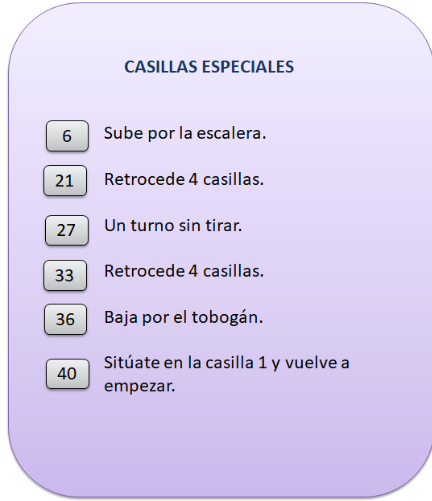 CASILLAS ESPECIALES
6 Sube por la escalera.
21 Retrocede 4 casillas.
27 Un turno sin tirar.
33 Retrocede 4 casillas.
36 Baja por el tobogán.
40 Sitúate en la casilla 1 y vuelve a
empezar.